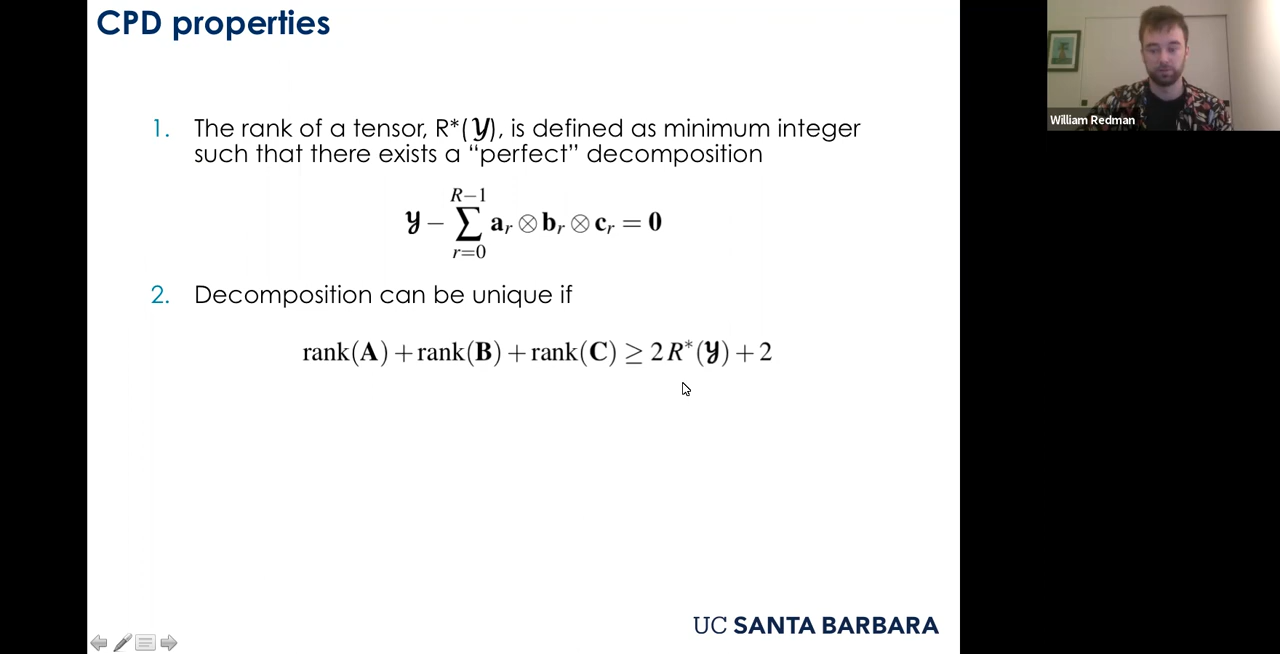 CPD properties
1. The rank of a tensor, R*(𝓨), is defined as minimum integer
such that there exists a “perfect” decomposition
𝓨 − ∑_{r=0}^{R−1} a_r ⊗ b_r ⊗ c_r = 0
2. Decomposition can be unique if
rank(A) + rank(B) + rank(C) ≥ 2R*(𝓨) + 2
UC SANTA BARBARA
William Redman